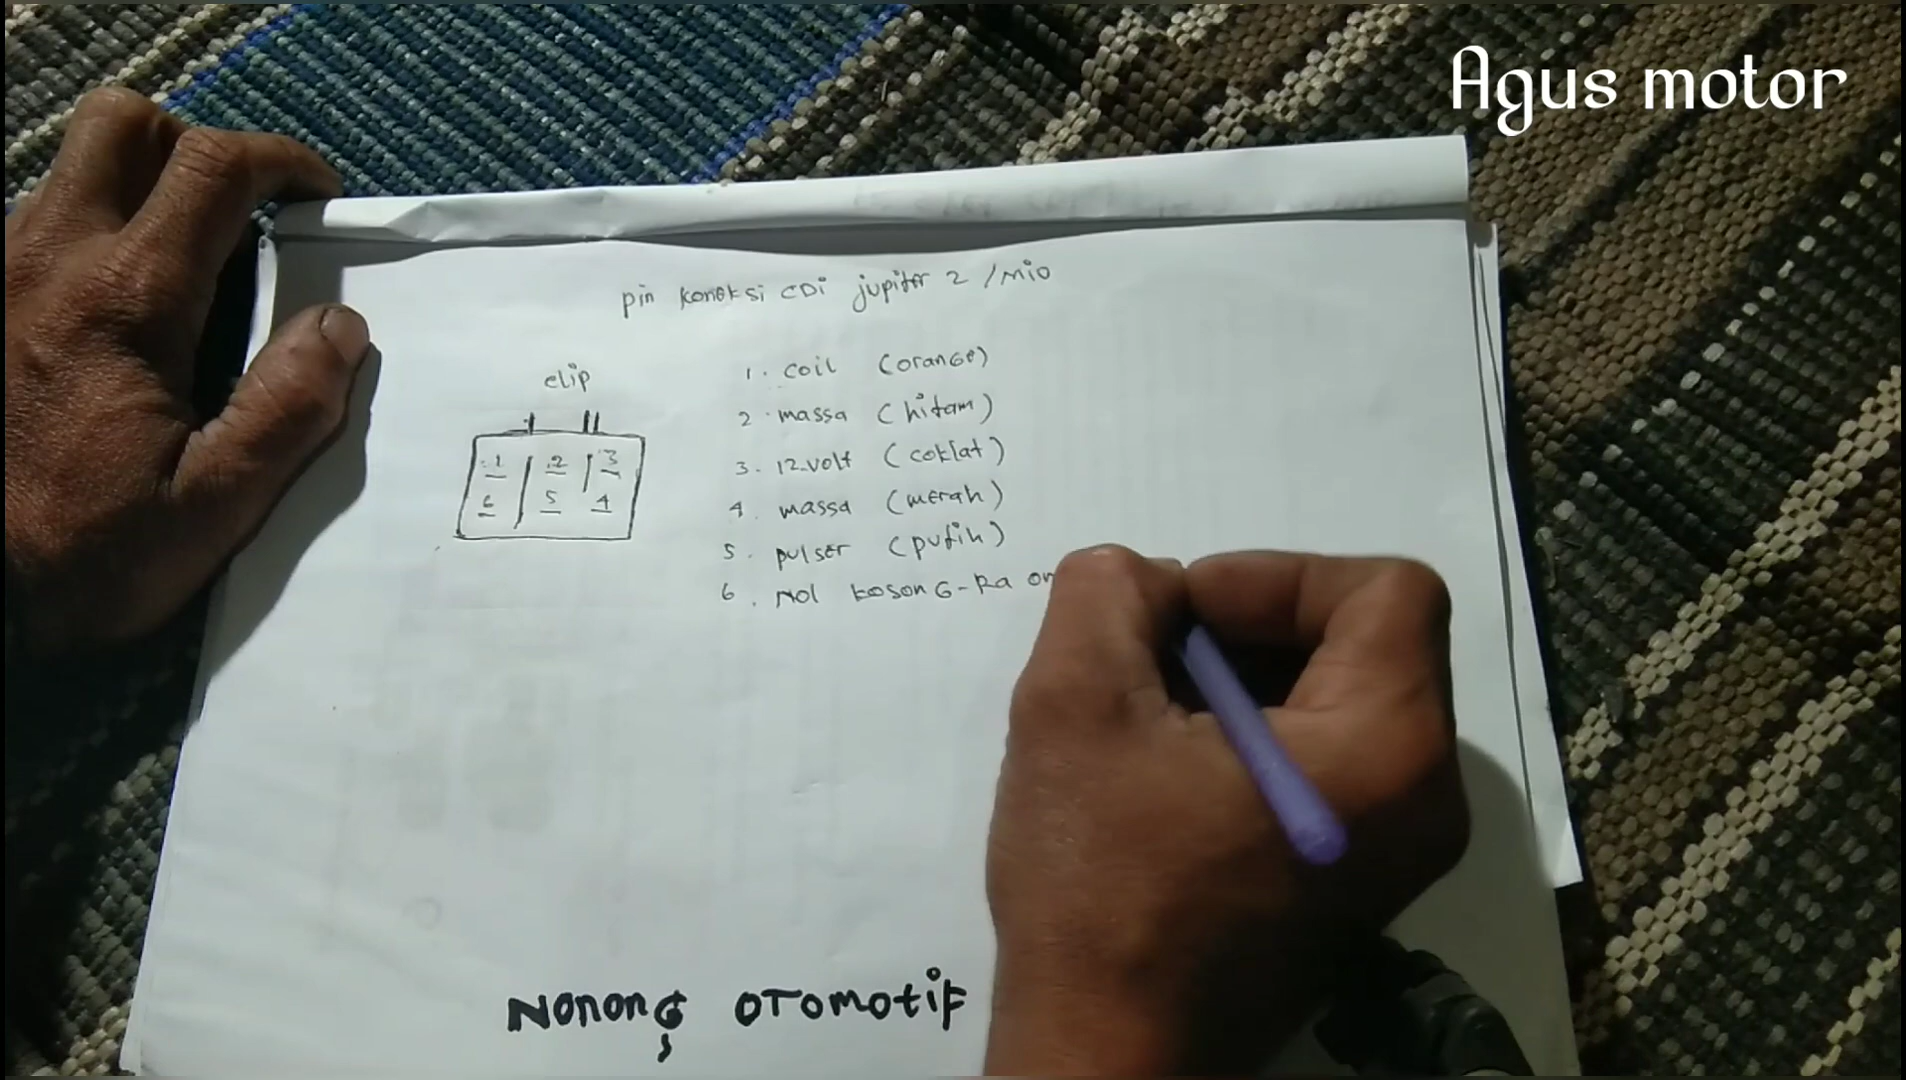 Agus motor
pin koneksi CDi jupiter 2 / Mio
clip
1 2 3
6 5 4
1. coil (oranGe)
2. massa (hitam)
3. 12.volt (coklat)
4. massa (merah)
5. pulser (putih)
6. Nol kosonG-Ra
NononG OTomotiF